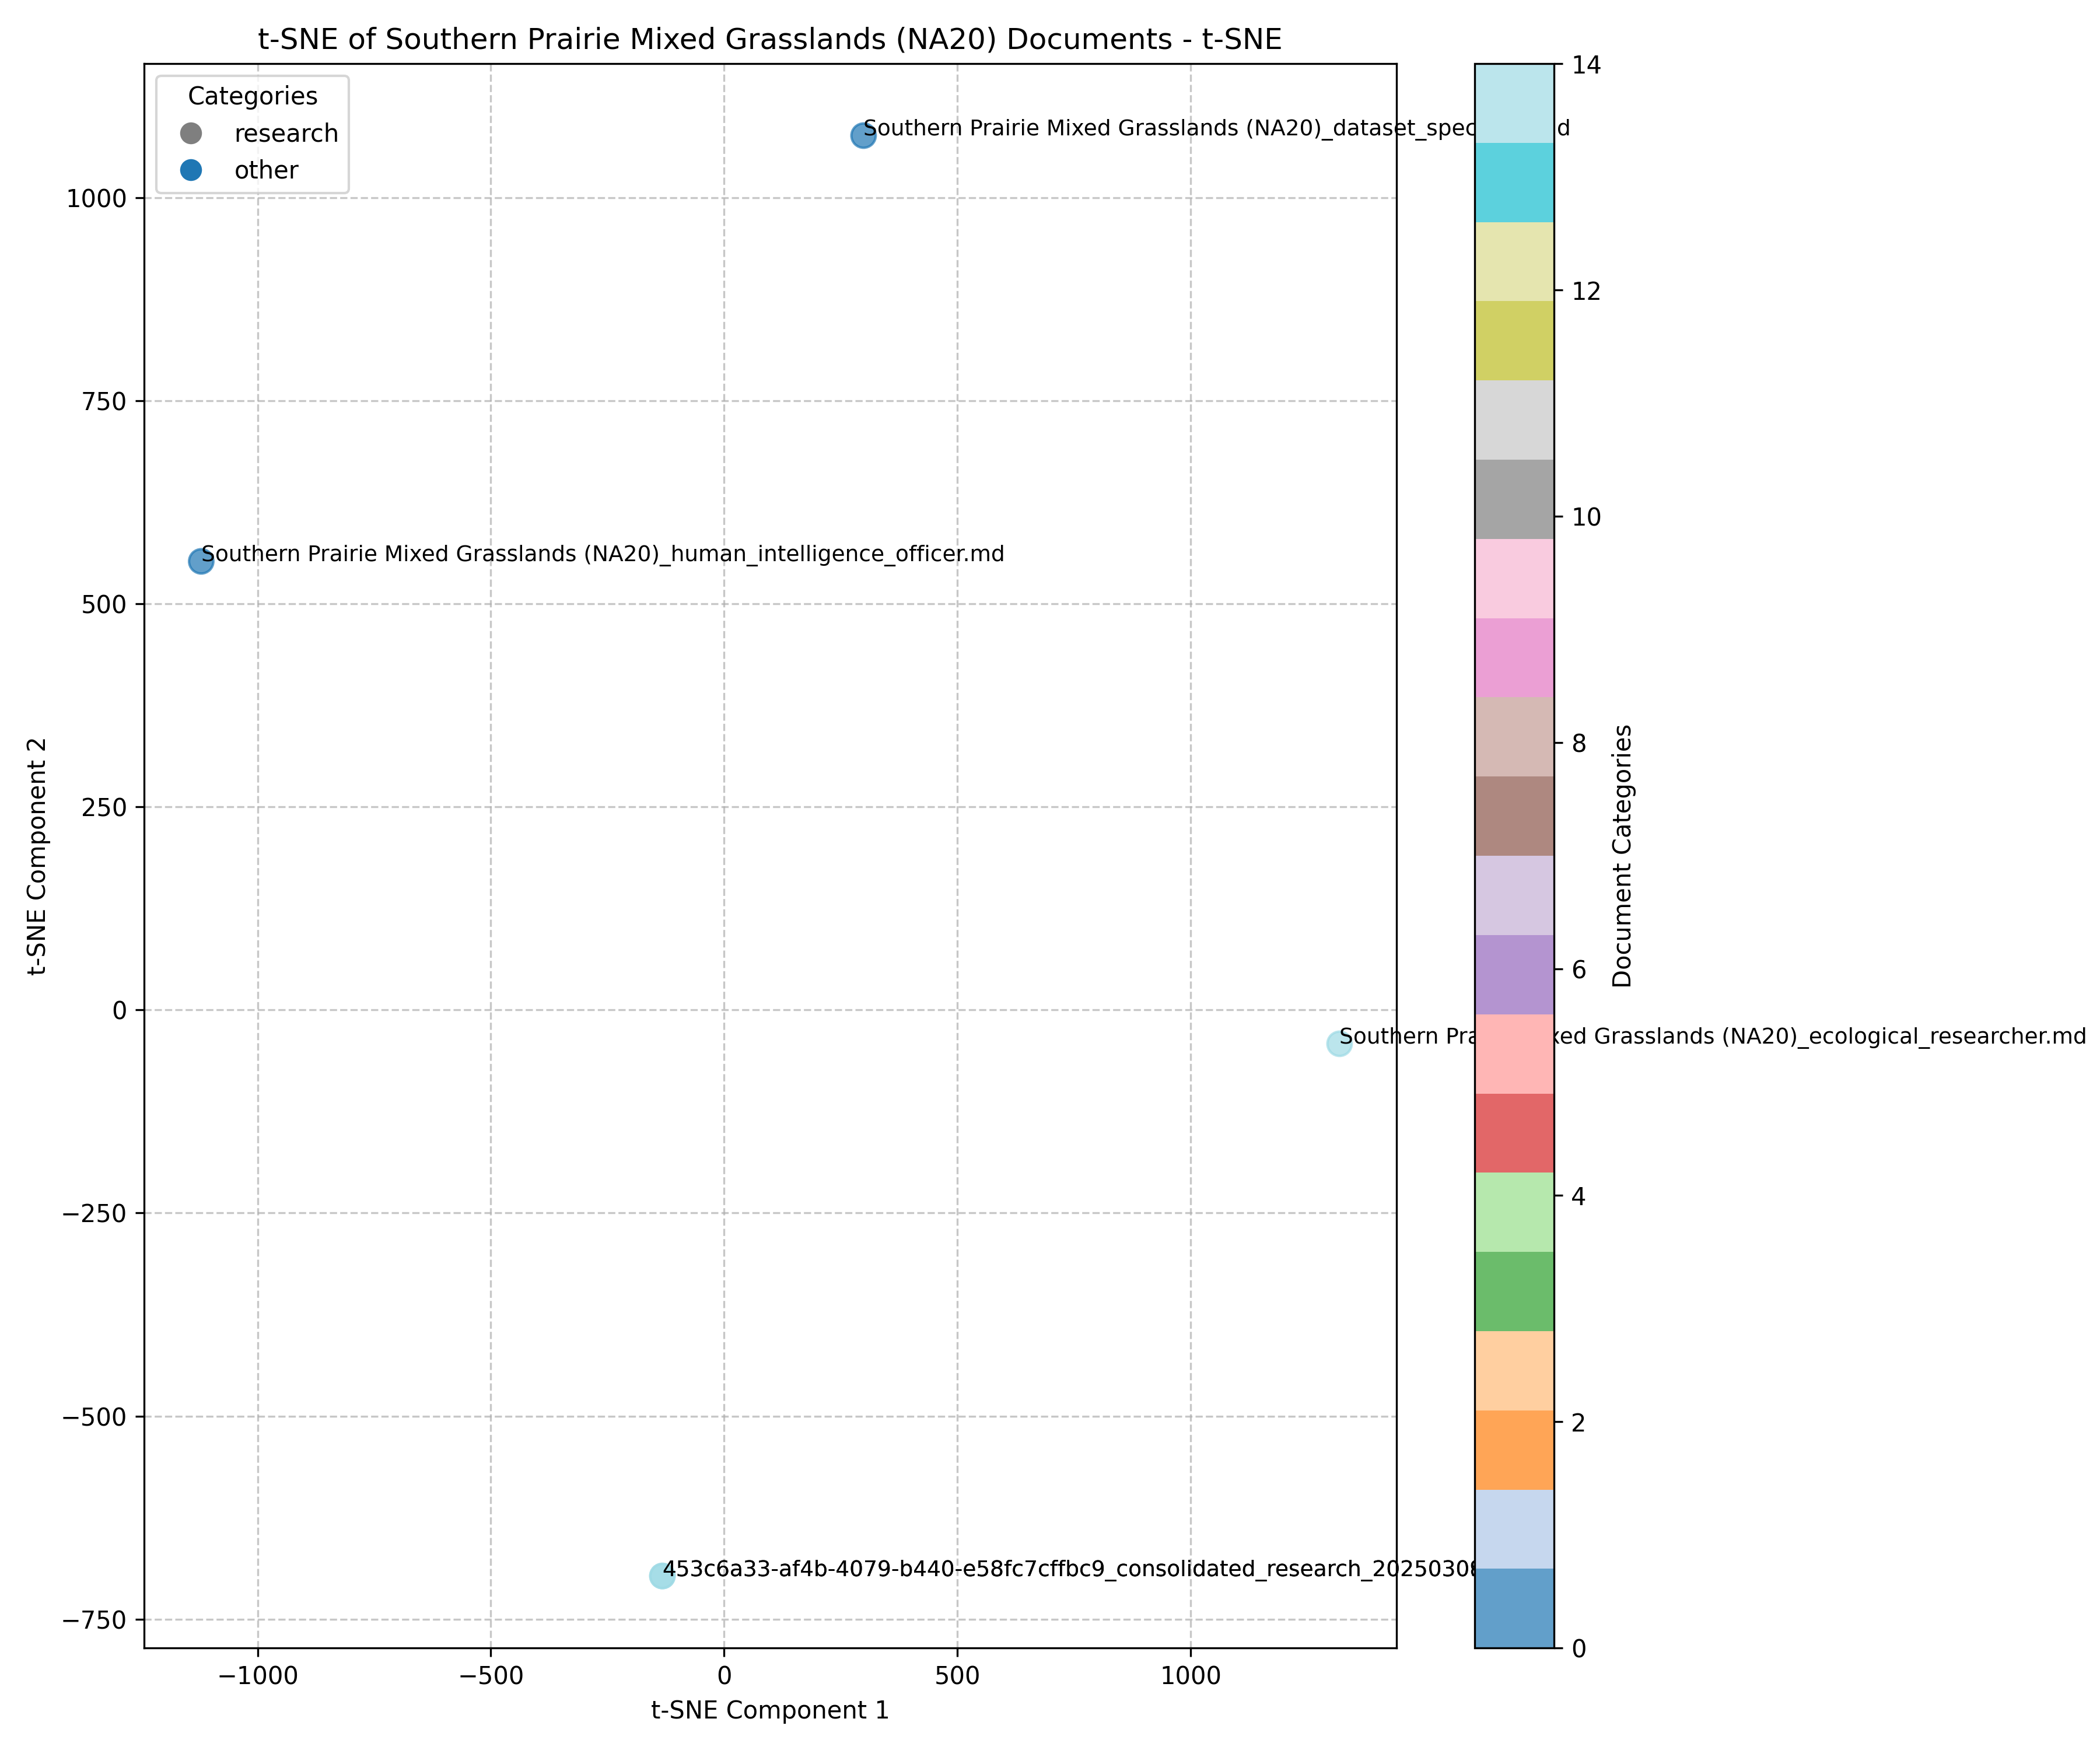 t-SNE of Southern Prairie Mixed Grasslands (NA20) Documents - t-SNE
Categories
research
other
Southern Prairie Mixed Grasslands (NA20)_dataset_spec d
Southern Prairie Mixed Grasslands (NA20)_human_intelligence_officer.md
Southern Pra xed Grasslands (NA20)_ecological_researcher.md
453c6a33-af4b-4079-b440-e58fc7cffbc9_consolidated_research_2025030
1000
750
500
250
0
−250
−500
−750
t-SNE Component 2
−1000
−500
0
500
1000
t-SNE Component 1
14
12
10
8
6
4
2
0
Document Categories